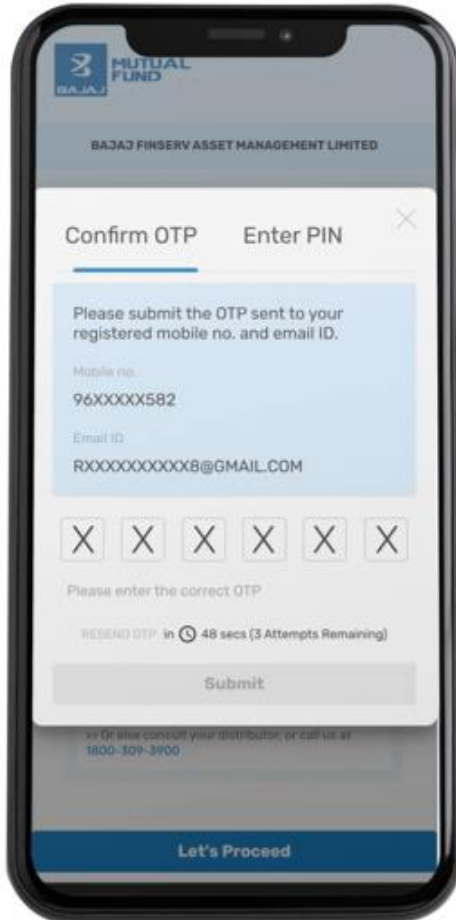 BAJAJ
MUTUAL
FUND
BAJAJ FINSERV ASSET MANAGEMENT LIMITED
Confirm OTP Enter PIN
Please submit the OTP sent to your
registered mobile no. and email ID.
Mobile no.
96XXXXX582
Email ID
RXXXXXXXXXX8@GMAIL.COM
X X X X X X
Please enter the correct OTP
RESEND OTP in 48 secs (3 Attempts Remaining)
Submit
>> Or else consult your distributor, or call us at
1800-309-3900
Let's Proceed